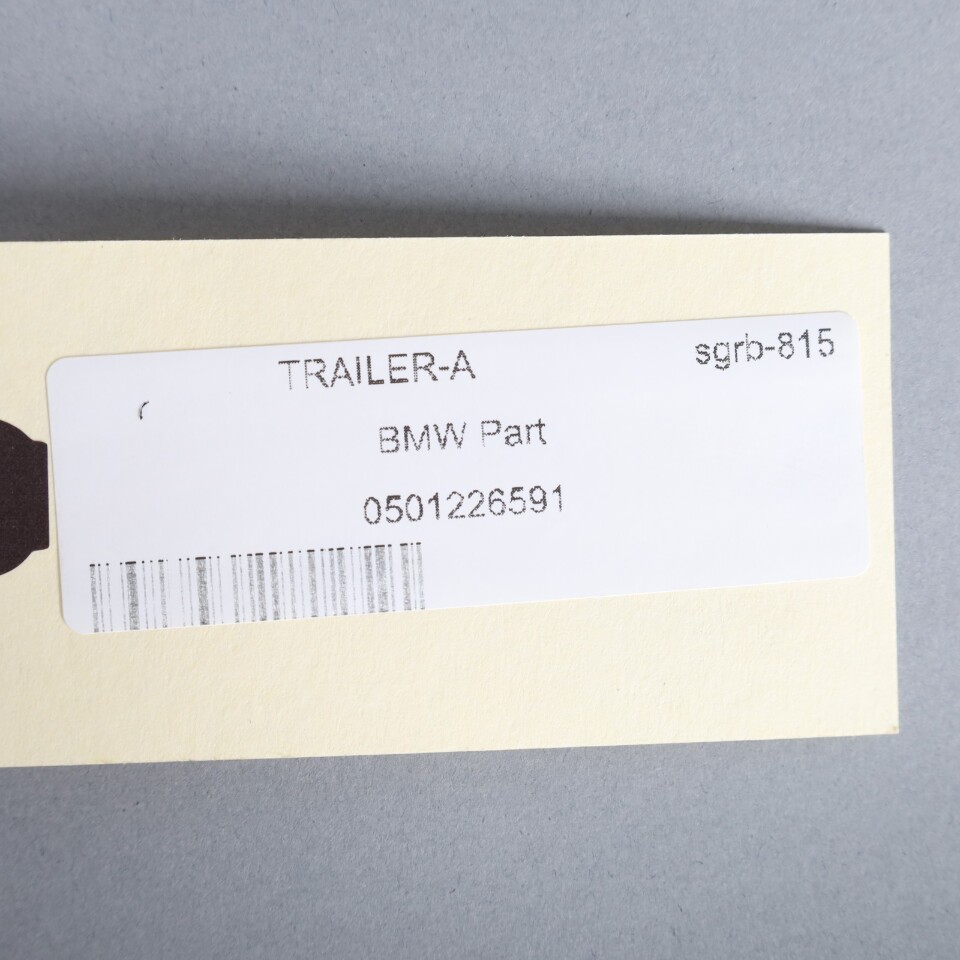 TRAILER-A sgrb-815
BMW Part
0501226591